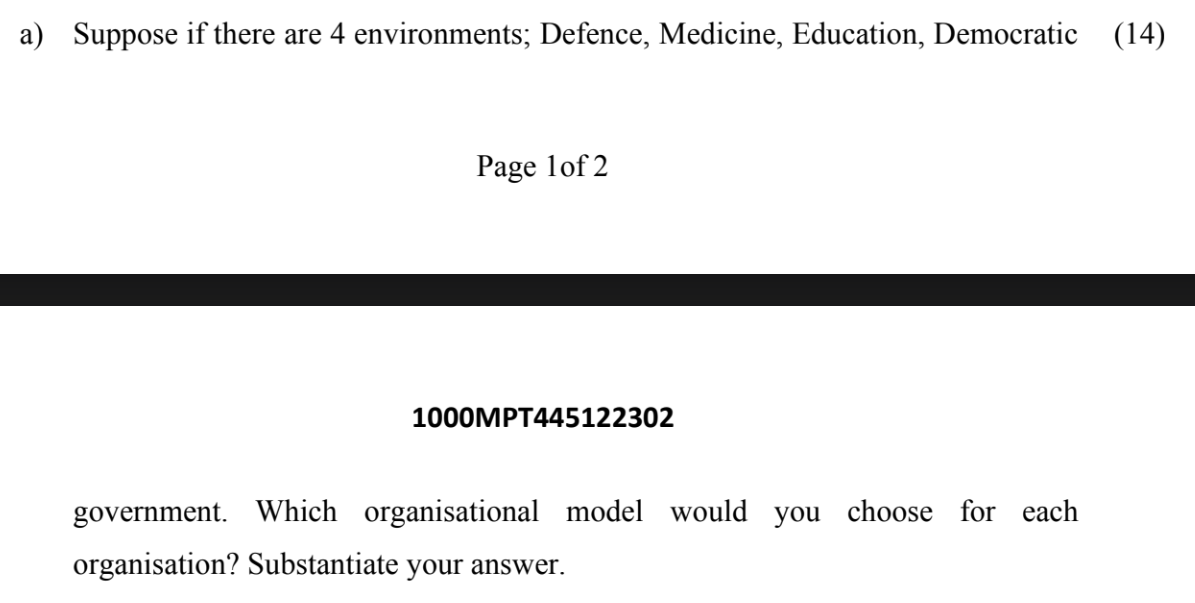 a) Suppose if there are 4 environments; Defence, Medicine, Education, Democratic (14)
Page 1of 2
1000MPT445122302
government. Which organisational model would you choose for each
organisation? Substantiate your answer.